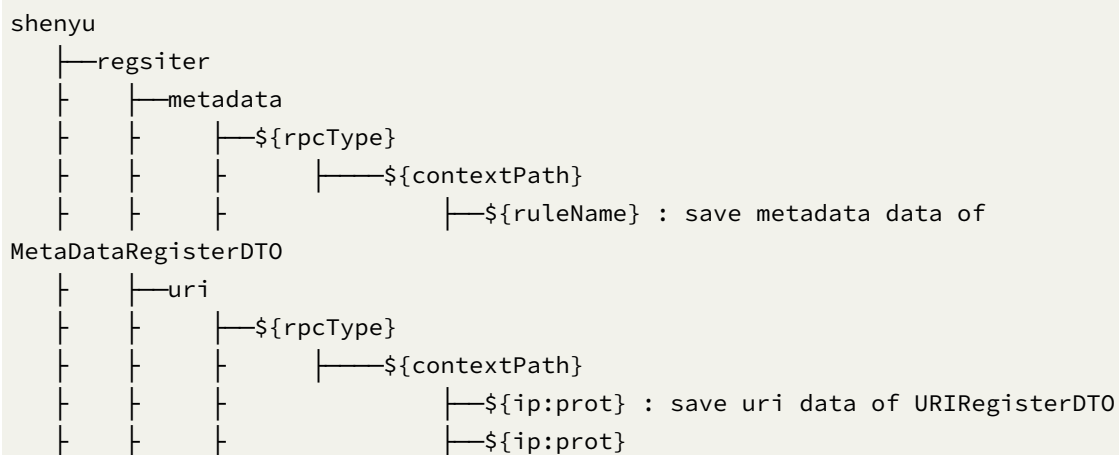 shenyu
   ├──regsiter
   ├    ├──metadata
   ├    ├     ├──${rpcType}
   ├    ├     ├      ├────${contextPath}
   ├    ├     ├               ├──${ruleName} : save metadata data of
MetaDataRegisterDTO
   ├    ├──uri
   ├    ├     ├──${rpcType}
   ├    ├     ├      ├────${contextPath}
   ├    ├     ├               ├──${ip:prot} : save uri data of URIRegisterDTO
   ├    ├     ├               ├──${ip:prot}